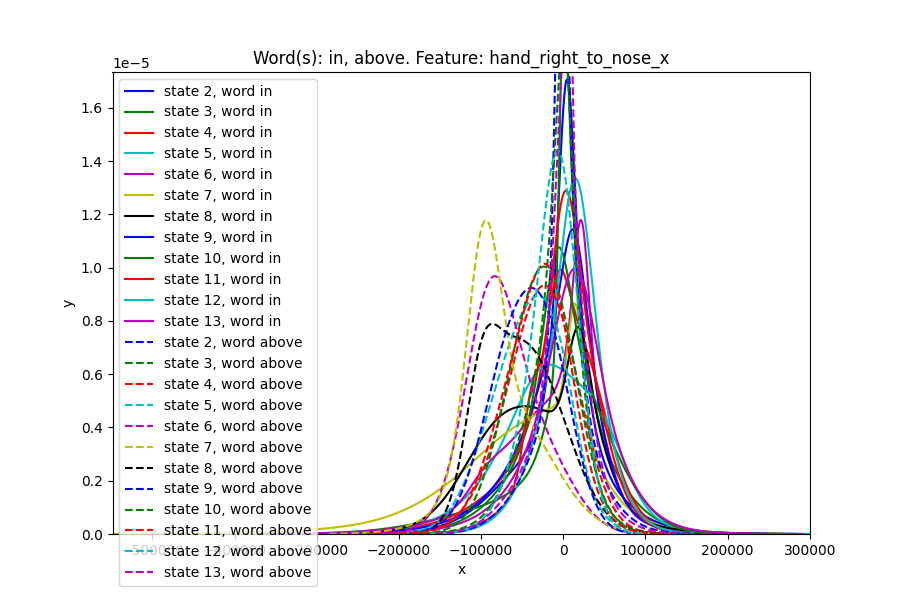 Word(s): in, above. Feature: hand_right_to_nose_x
1e−5
1.6
1.4
1.2
1.0
0.8
0.6
0.4
0.2
0.0
y
state 2, word in
state 3, word in
state 4, word in
state 5, word in
state 6, word in
state 7, word in
state 8, word in
state 9, word in
state 10, word in
state 11, word in
state 12, word in
state 13, word in
state 2, word above
state 3, word above
state 4, word above
state 5, word above
state 6, word above
state 7, word above
state 8, word above
state 9, word above
state 10, word above
state 11, word above
state 12, word above
state 13, word above
−200000 −100000 0 100000 200000 300000
x